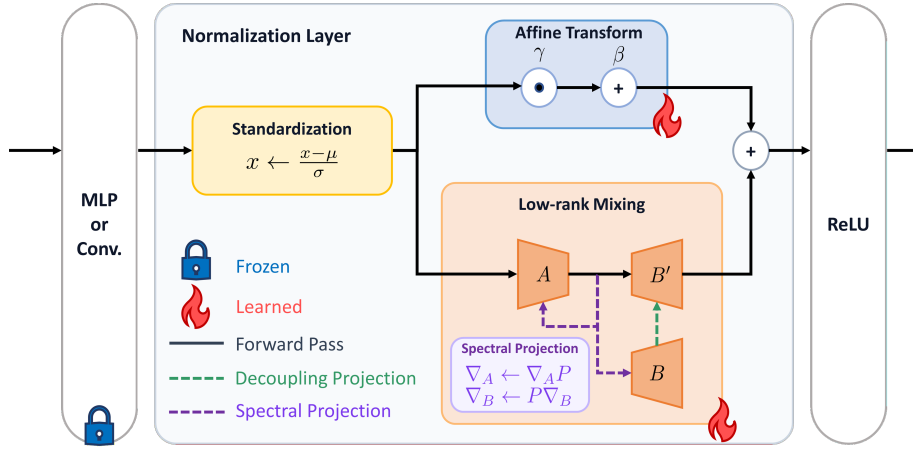 Normalization Layer
Affine Transform
γ
β
+
Standardization
x ← x−μ / σ
+
MLP
or
Conv.
ReLU
Low-rank Mixing
A
B′
Frozen
Learned
Forward Pass
Decoupling Projection
Spectral Projection
Spectral Projection
∇_A ← ∇_A P
∇_B ← P∇_B
B